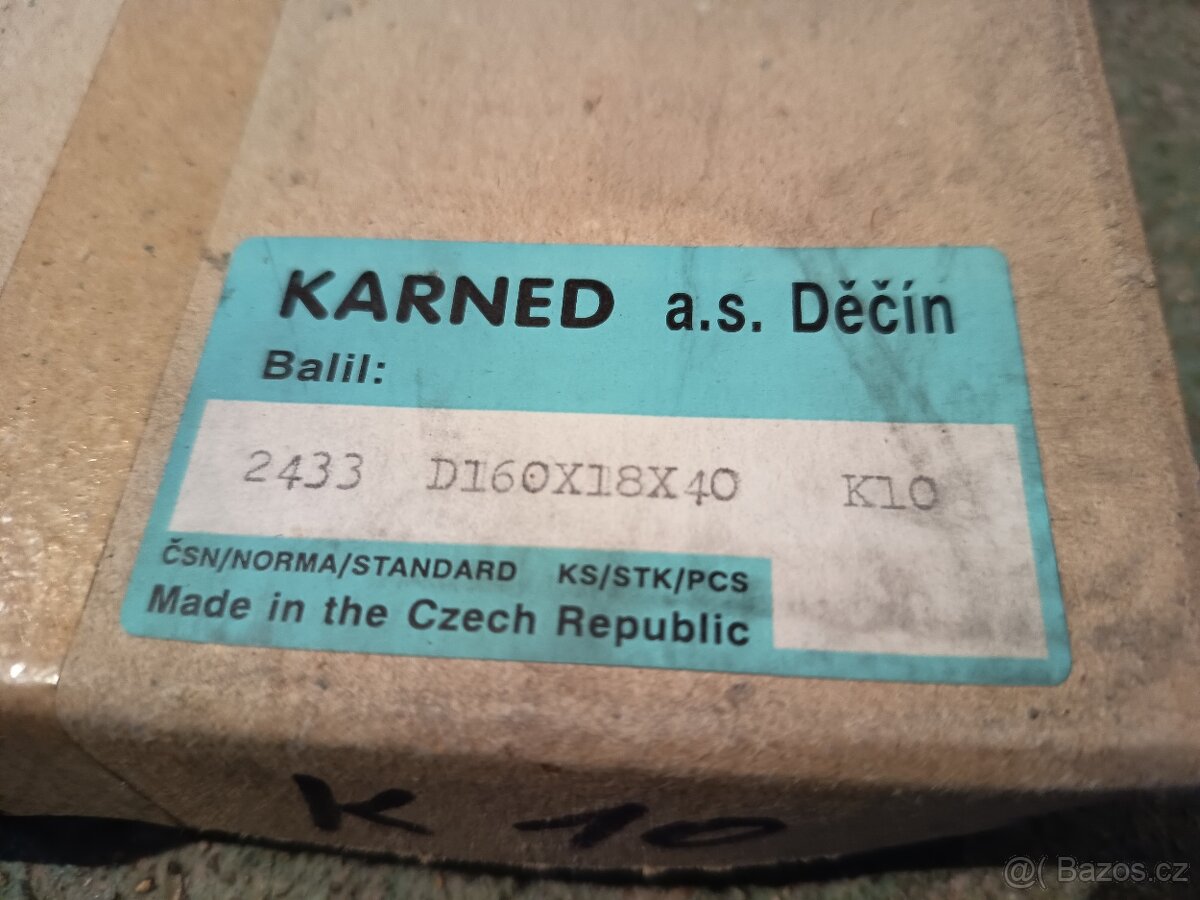 KARNED a.s. Děčín
Balil:
2433 D160X18X40 K10
ČSN/NORMA/STANDARD KS/STK/PCS
Made in the Czech Republic
K 10
@( Bazos.cz